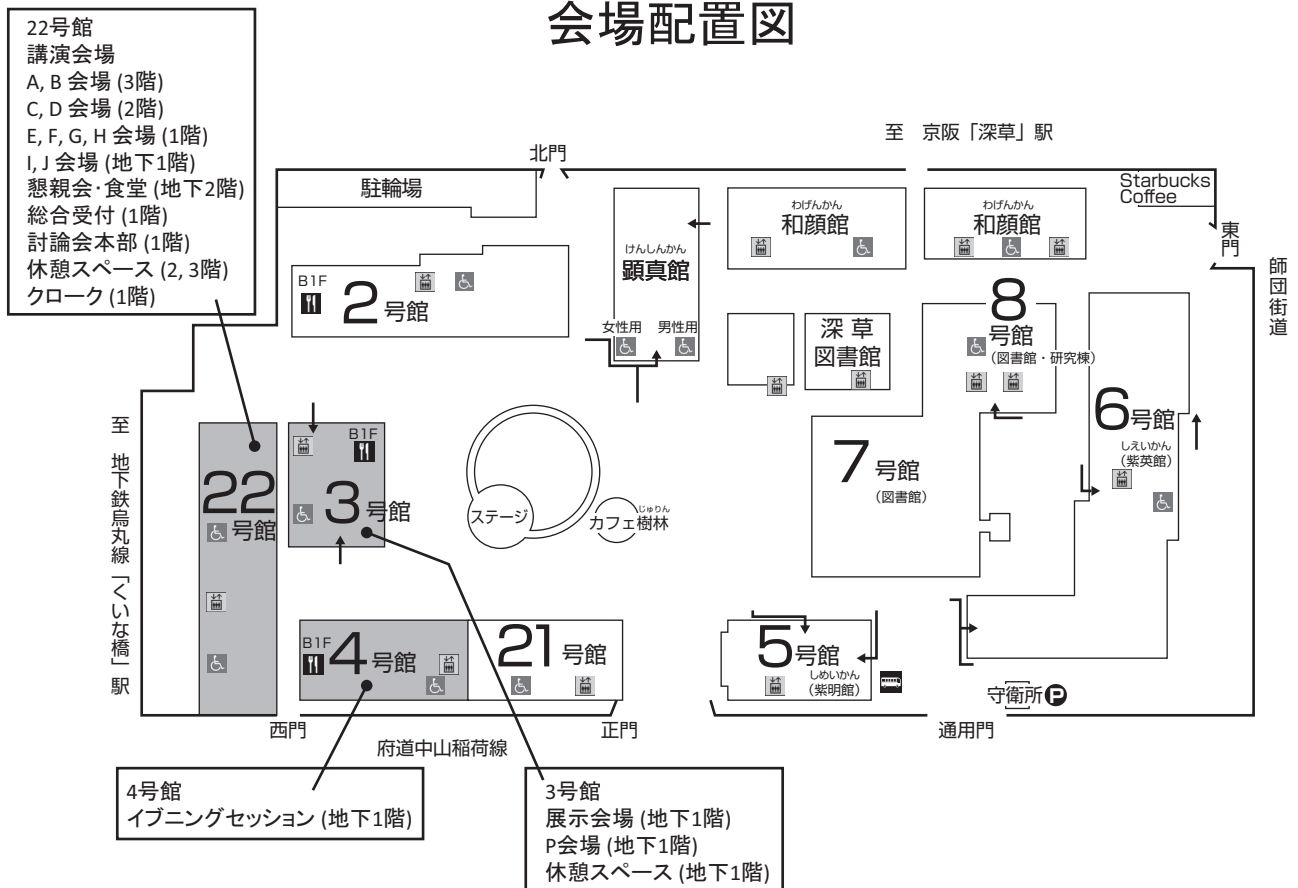 会場配置図
22号館
講演会場
A, B 会場 (3階)
C, D 会場 (2階)
E, F, G, H 会場 (1階)
I, J 会場 (地下1階)
懇親会・食堂 (地下2階)
総合受付 (1階)
討論会本部 (1階)
休憩スペース (2, 3階)
クローク (1階)
至 京阪「深草」駅
北門
駐輪場
Starbucks
Coffee
東門
師団街道
わげんかん
和顔館
わげんかん
和顔館
けんしんかん
顕真館
女性用 男性用
B1F
2号館
深草
図書館
8号館
(図書館・研究棟)
6号館
しえいかん
(紫英館)
7号館
(図書館)
至 地下鉄烏丸線「くいな橋」駅
22号館
B1F
3号館
ステージ
じゅりん
カフェ樹林
B1F
4号館
21号館
5号館
しめいかん
(紫明館)
守衛所 P
西門
正門
通用門
府道中山稲荷線
4号館
イブニングセッション (地下1階)
3号館
展示会場 (地下1階)
P会場 (地下1階)
休憩スペース (地下1階)